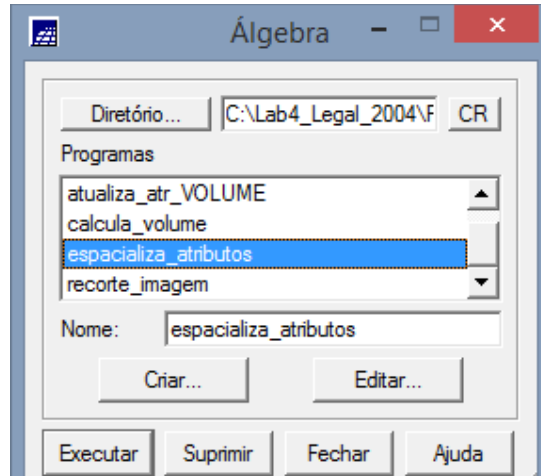 Álgebra
Diretório... C:\Lab4_Legal_2004\F CR
Programas
atualiza_atr_VOLUME
calcula_volume
espacializa_atributos
recorte_imagem
Nome: espacializa_atributos
Criar... Editar...
Executar Suprimir Fechar Ajuda